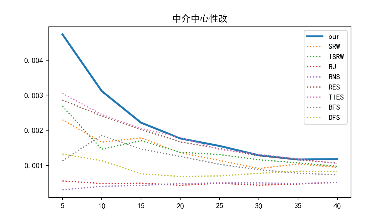 中介中心性改
our
SRW
ISRW
RJ
RNS
RES
TIES
BFS
DFS
0.004
0.003
0.002
0.001
5 10 15 20 25 30 35 40